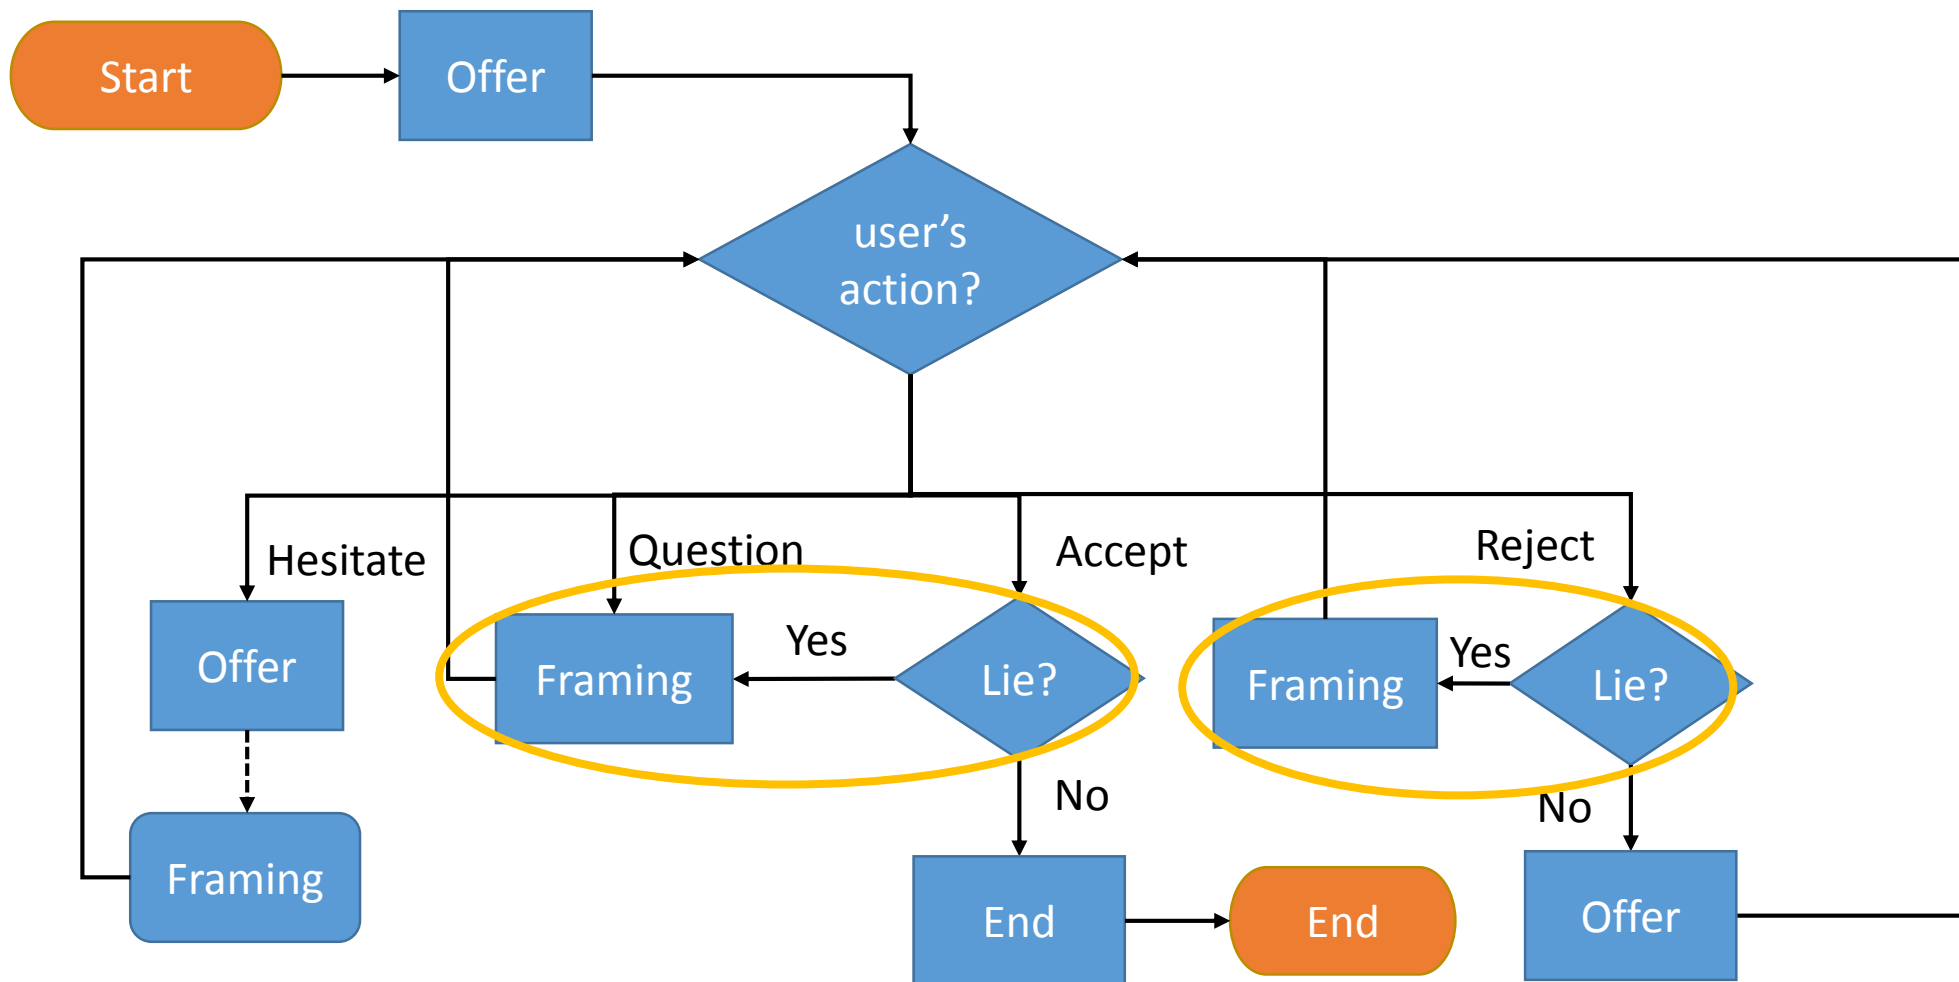 Start
Offer
user’s
action?
Hesitate
Question
Accept
Reject
Offer
Framing
Yes
Lie?
Framing
Yes
Lie?
No
No
Framing
End
End
Offer